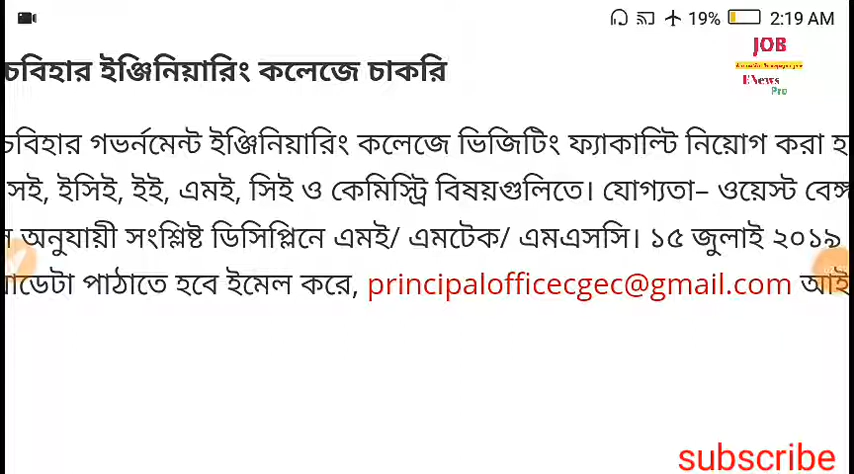 19% 2:19 AM
JOB
ENews
Pro
চবিহার ইঞ্জিনিয়ারিং কলেজে চাকরি
চবিহার গভর্নমেন্ট ইঞ্জিনিয়ারিং কলেজে ভিজিটিং ফ্যাকাল্টি নিয়োগ করা হ
সই, ইসিই, ইই, এমই, সিই ও কেমিস্ট্রি বিষয়গুলিতে। যোগ্যতা– ওয়েস্ট বেঙ্গ
অনুযায়ী সংশ্লিষ্ট ডিসিপ্লিনে এমই/ এমটেক/ এমএসসি। ১৫ জুলাই ২০১৯
াডেটা পাঠাতে হবে ইমেল করে, principalofficecgec@gmail.com আই
subscribe